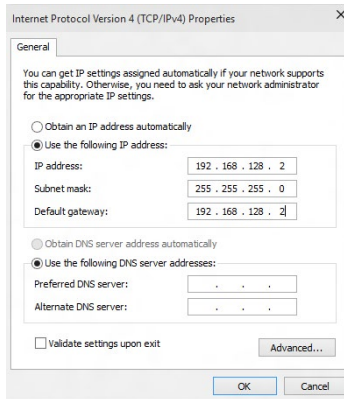 Internet Protocol Version 4 (TCP/IPv4) Properties
General
You can get IP settings assigned automatically if your network supports
this capability. Otherwise, you need to ask your network administrator
for the appropriate IP settings.
Obtain an IP address automatically
Use the following IP address:
IP address: 192 . 168 . 128 . 2
Subnet mask: 255 . 255 . 255 . 0
Default gateway: 192 . 168 . 128 . 2
Obtain DNS server address automatically
Use the following DNS server addresses:
Preferred DNS server: . . .
Alternate DNS server: . . .
Validate settings upon exit
Advanced...
OK Cancel